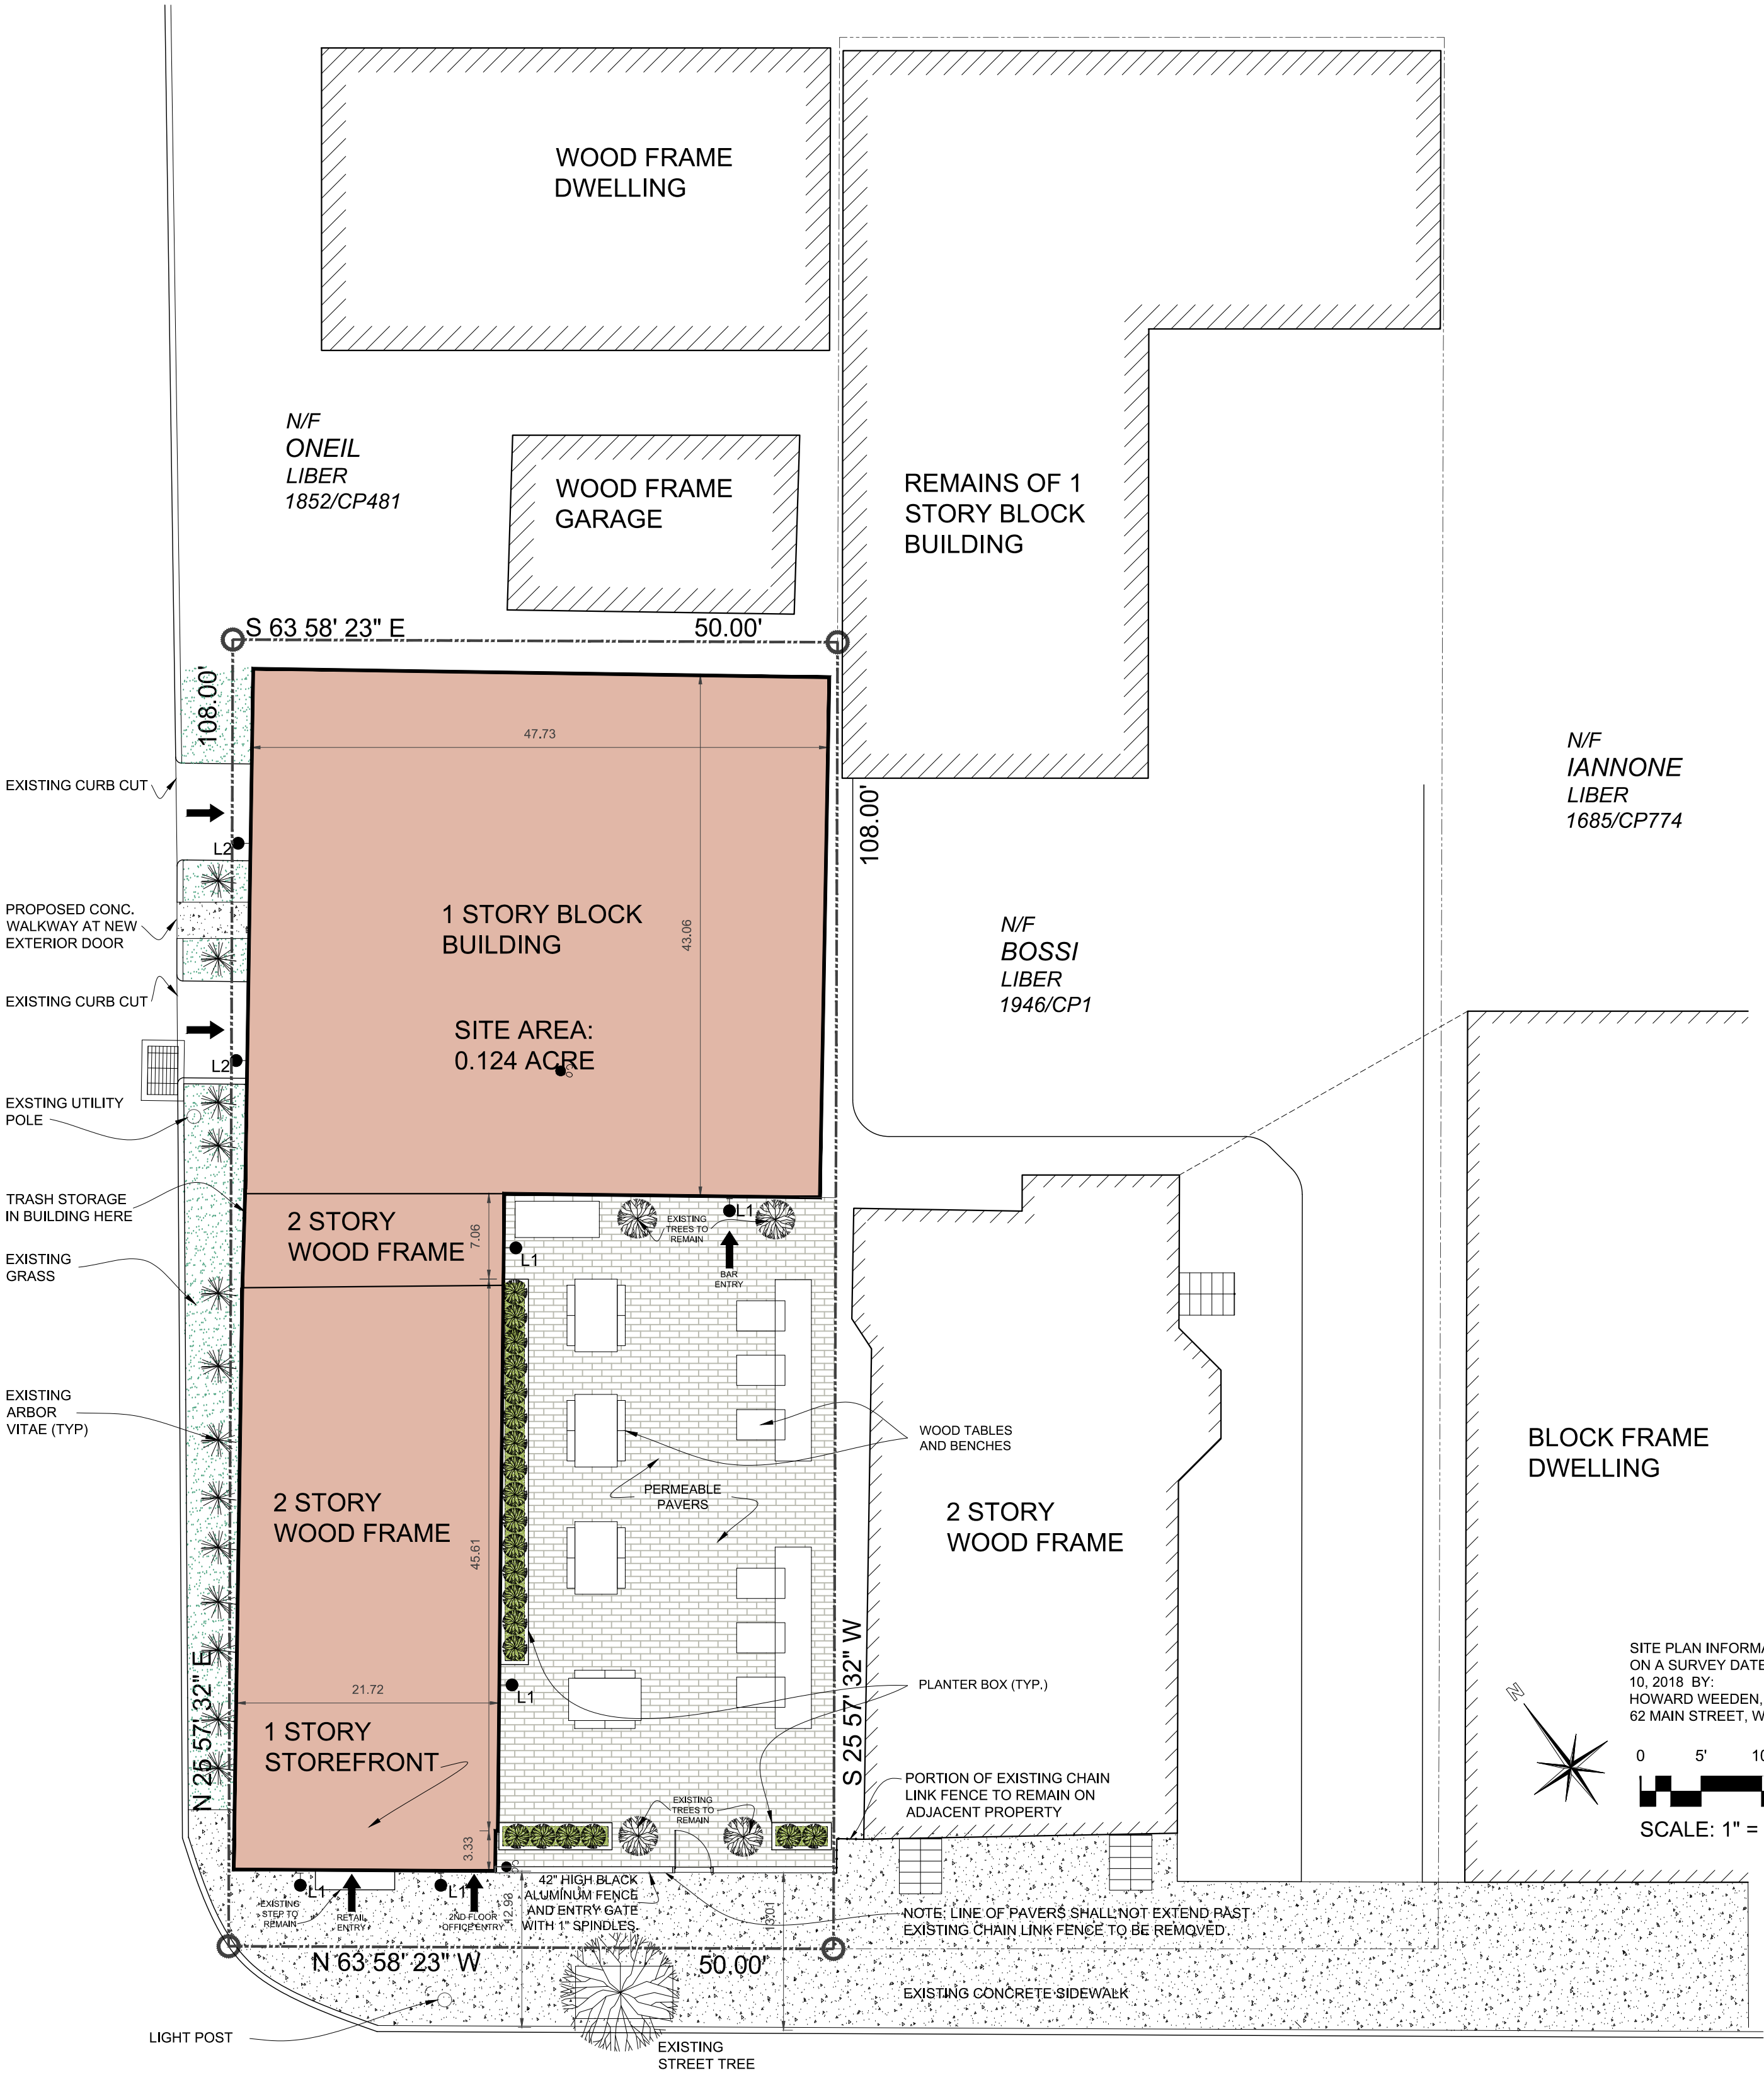 WOOD FRAME
DWELLING
N/F
ONEIL
LIBER
1852/CP481
WOOD FRAME
GARAGE
REMAINS OF 1
STORY BLOCK
BUILDING
S 63 58' 23" E
50.00'
108.00'
47.73
N/F
IANNONE
LIBER
1685/CP774
EXISTING CURB CUT
108.00'
L2
PROPOSED CONC.
WALKWAY AT NEW
EXTERIOR DOOR
1 STORY BLOCK
BUILDING
43.06
N/F
BOSSI
LIBER
1946/CP1
EXISTING CURB CUT
SITE AREA:
0.124 ACRE
CO
L2
EXSTING UTILITY
POLE
TRASH STORAGE
IN BUILDING HERE
2 STORY
WOOD FRAME
7.06
EXISTING
TREES TO
REMAIN
L1
L1
BAR
ENTRY
EXISTING
GRASS
EXISTING
ARBOR
VITAE (TYP)
WOOD TABLES
AND BENCHES
BLOCK FRAME
DWELLING
PERMEABLE
PAVERS
2 STORY
WOOD FRAME
45.61
2 STORY
WOOD FRAME
N 25 57' 32" E
S 25 57' 32" W
SITE PLAN INFORMA
ON A SURVEY DATE
10, 2018 BY:
HOWARD WEEDEN,
62 MAIN STREET, W
21.72
L1
PLANTER BOX (TYP.)
N
1 STORY
STOREFRONT
0 5' 10
SCALE: 1" =
PORTION OF EXISTING CHAIN
LINK FENCE TO REMAIN ON
ADJACENT PROPERTY
EXISTING
TREES TO
REMAIN
3.33
CO
L1
L1
EXISTING
STEP TO
REMAIN
RETAIL
ENTRY
2ND FLOOR
OFFICE ENTRY
12.93
42" HIGH BLACK
ALUMINUM FENCE
AND ENTRY GATE
WITH 1" SPINDLES.
13.01
NOTE: LINE OF PAVERS SHALL NOT EXTEND PAST
EXISTING CHAIN LINK FENCE TO BE REMOVED.
N 63 58' 23" W
50.00'
EXISTING CONCRETE SIDEWALK
LIGHT POST
EXISTING
STREET TREE